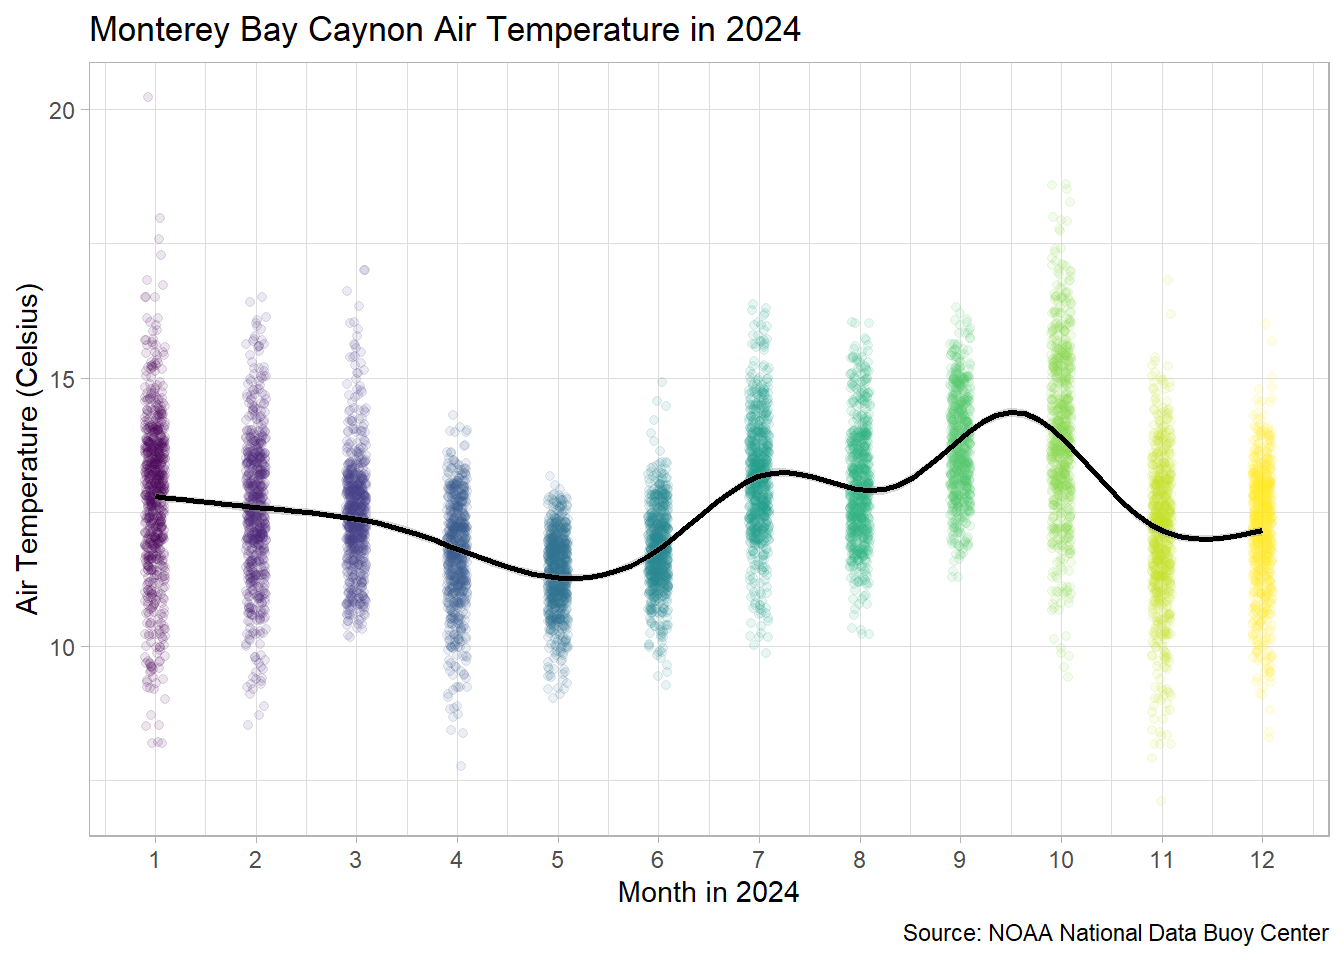 Monterey Bay Caynon Air Temperature in 2024
Air Temperature (Celsius)
20
15
10
1 2 3 4 5 6 7 8 9 10 11 12
Month in 2024
Source: NOAA National Data Buoy Center